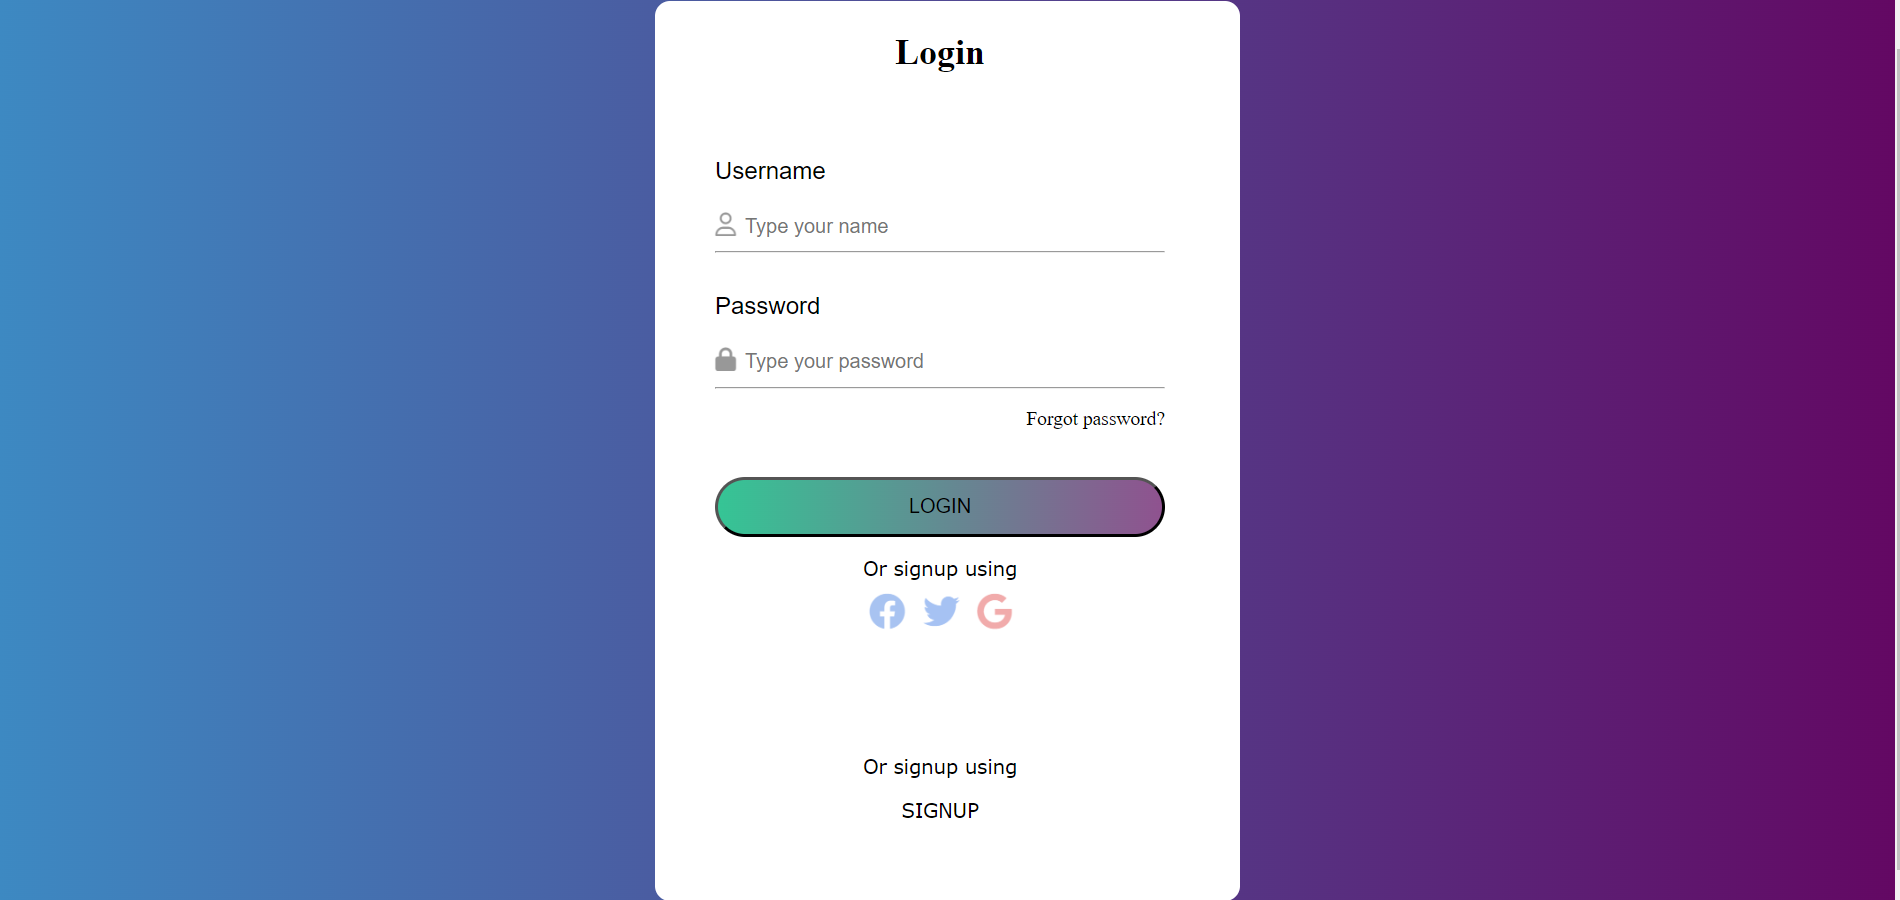 Login
Username
Type your name
Password
Type your password
Forgot password?
LOGIN
Or signup using
Or signup using
SIGNUP